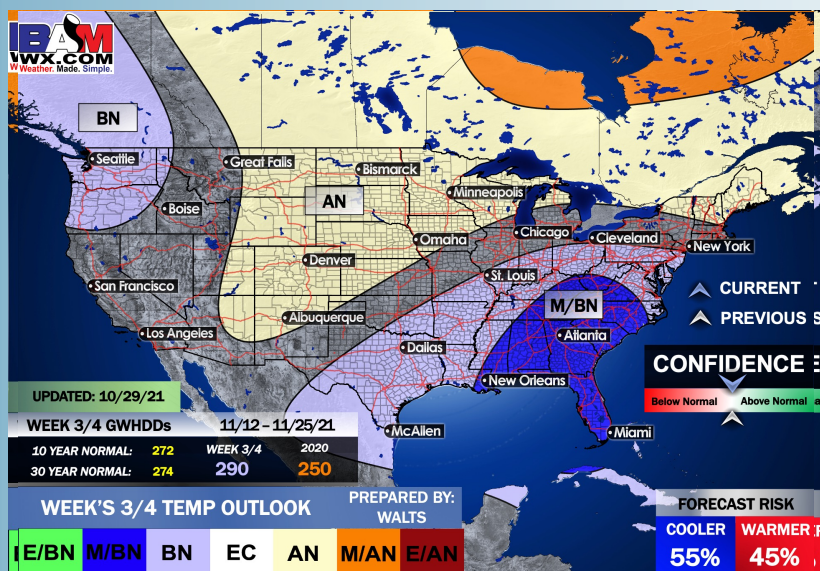 BAM
WX.COM
Weather. Made. Simple.
BN
Seattle
Great Falls
Bismarck
Minneapolis
Boise
AN
Omaha
Chicago
Cleveland
New York
San Francisco
Denver
St. Louis
Albuquerque
M/BN
Los Angeles
Dallas
Atlanta
New Orleans
McAllen
Miami
CURRENT
PREVIOUS S
CONFIDENCE
Below Normal Above Normal
UPDATED: 10/29/21
WEEK 3/4 GWHDDs 11/12 – 11/25/21
10 YEAR NORMAL: 272 WEEK 3/4 2020
30 YEAR NORMAL: 274 290 250
WEEK'S 3/4 TEMP OUTLOOK
PREPARED BY:
WALTS
E/BN M/BN BN EC AN M/AN E/AN
FORECAST RISK
COOLER WARMER
55% 45%